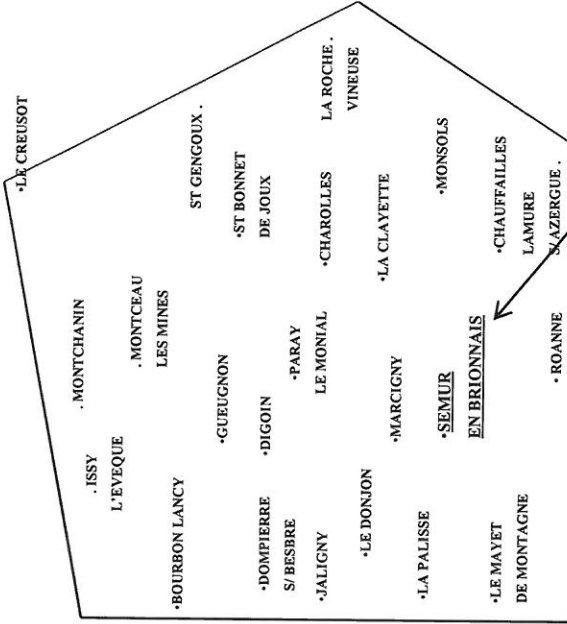 •LE CREUSOT
. MONTCHANIN
. ISSY
L'EVEQUE
. MONTCEAU
LES MINES
ST GENGOUX .
•BOURBON LANCY
•GUEUGNON
•ST BONNET
DE JOUX
•DOMPIERRE
S/ BESBRE
•DIGOIN
•PARAY
LE MONIAL
•CHAROLLES
LA ROCHE .
VINEUSE
•JALIGNY
•LE DONJON
•MARCIGNY
•LA CLAYETTE
•LA PALISSE
•SEMUR
EN BRIONNAIS
•MONSOLS
•LE MAYET
DE MONTAGNE
•CHAUFFAILLES
LAMURE
S/ AZERGUE .
• ROANNE